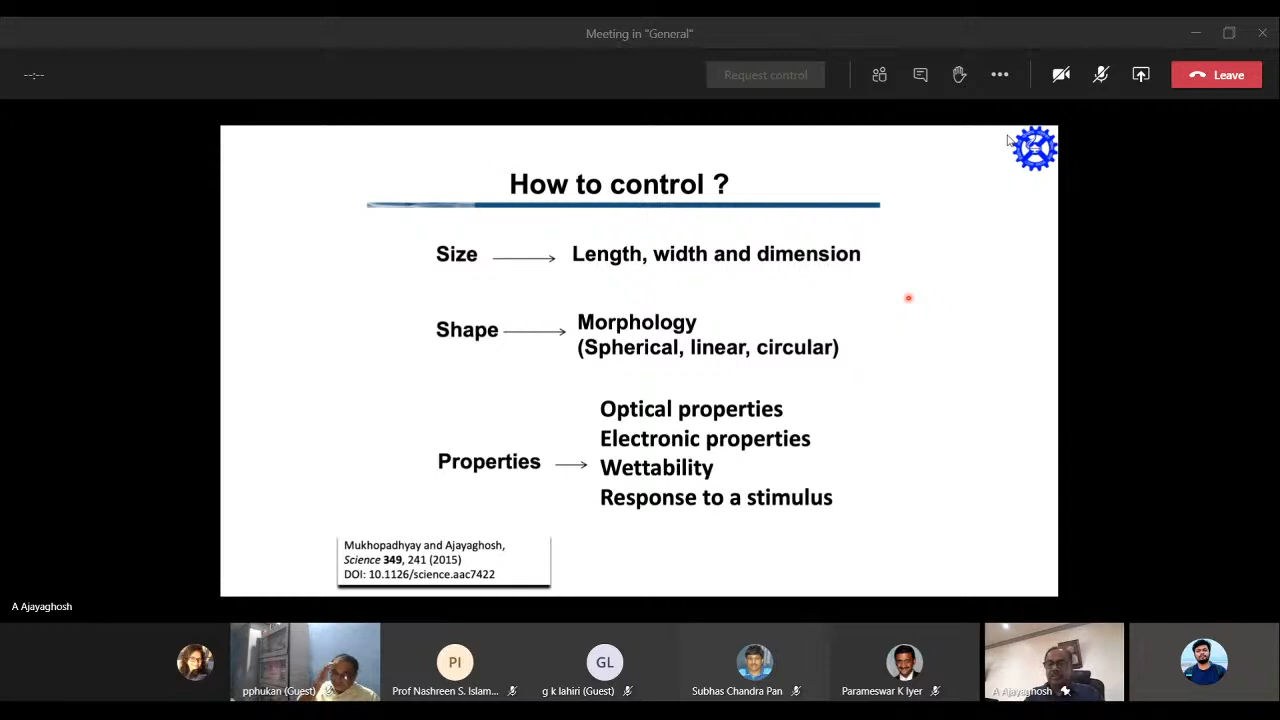 Meeting in "General"
--:--
Request control
Leave
How to control ?
Size
Length, width and dimension
Shape
Morphology
(Spherical, linear, circular)
Properties
Optical properties
Electronic properties
Wettability
Response to a stimulus
Mukhopadhyay and Ajayaghosh,
Science 349, 241 (2015)
DOI: 10.1126/science.aac7422
A Ajayaghosh
PI
GL
pphukan (Guest)
Prof Nashreen S. Islam...
g k lahiri (Guest)
Subhas Chandra Pan
Parameswar K Iyer
A Ajayaghosh